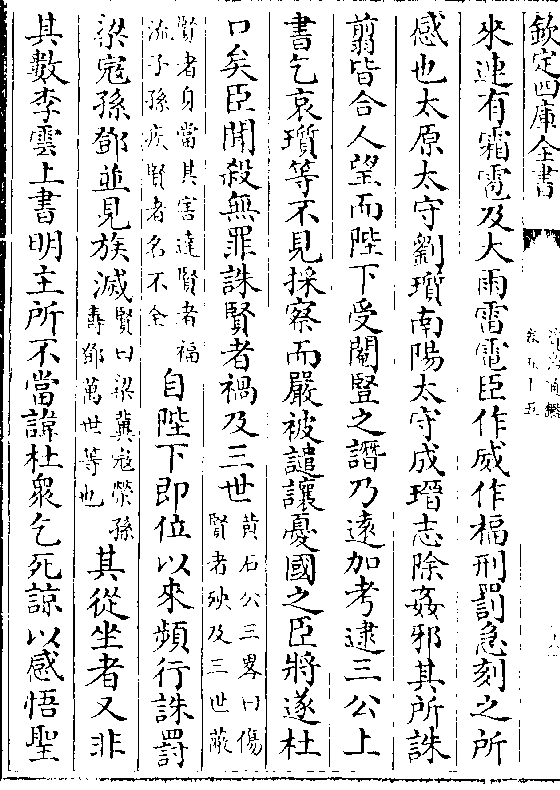 欽定四庫全書
來連有霜雹及大雨雷電臣作威作福刑罰急刻之所
感也太原太守劉瓆南陽太守成瑨志除姦邪其所誅
翦皆合人望而陛下受閹豎之譖乃遠加考逮三公上
書乞哀瓆等不見採察而嚴被譴讓憂國之臣將遂杜
口矣臣聞殺無罪誅賢者禍及三世黄石公三畧曰傷賢者殃及三世蔽
賢者身當其害達賢者福流子孫疾賢者名不全自陛下即位以來頻行誅罰
梁寇孫鄧並見族滅賢曰梁冀寇榮孫夀鄧萬世等也其從坐者又非
其數李雲上書明主所不當諱杜衆乞死諒以感悟聖